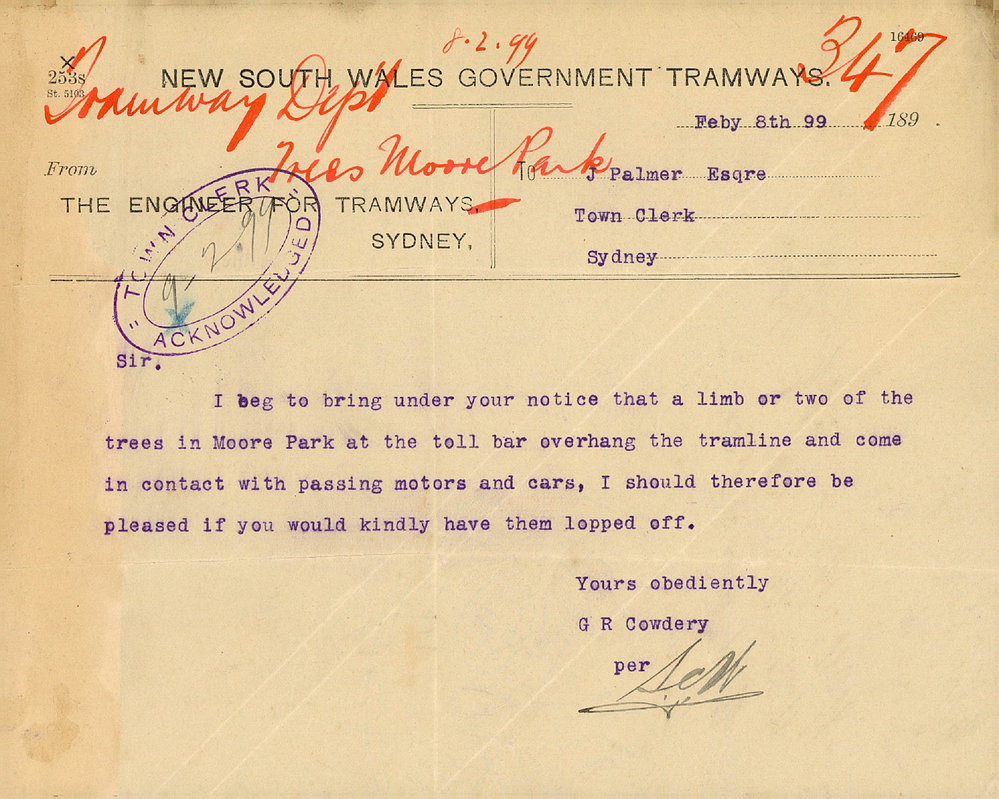 8.2.99
347
16469
253s
St. 5103
NEW SOUTH WALES GOVERNMENT TRAMWAYS.
Tramway Dep't
Feby 8th 99 189 .
Trees Moore Park
From
To J Palmer Esqre
THE ENGINEER FOR TRAMWAYS,
Town Clerk
SYDNEY,
Sydney
"TOWN CLERK"
9-2.99
ACKNOWLEDGED
Sir.
I beg to bring under your notice that a limb or two of the
trees in Moore Park at the toll bar overhang the tramline and come
in contact with passing motors and cars, I should therefore be
pleased if you would kindly have them lopped off.
Yours obediently
G R Cowdery
per